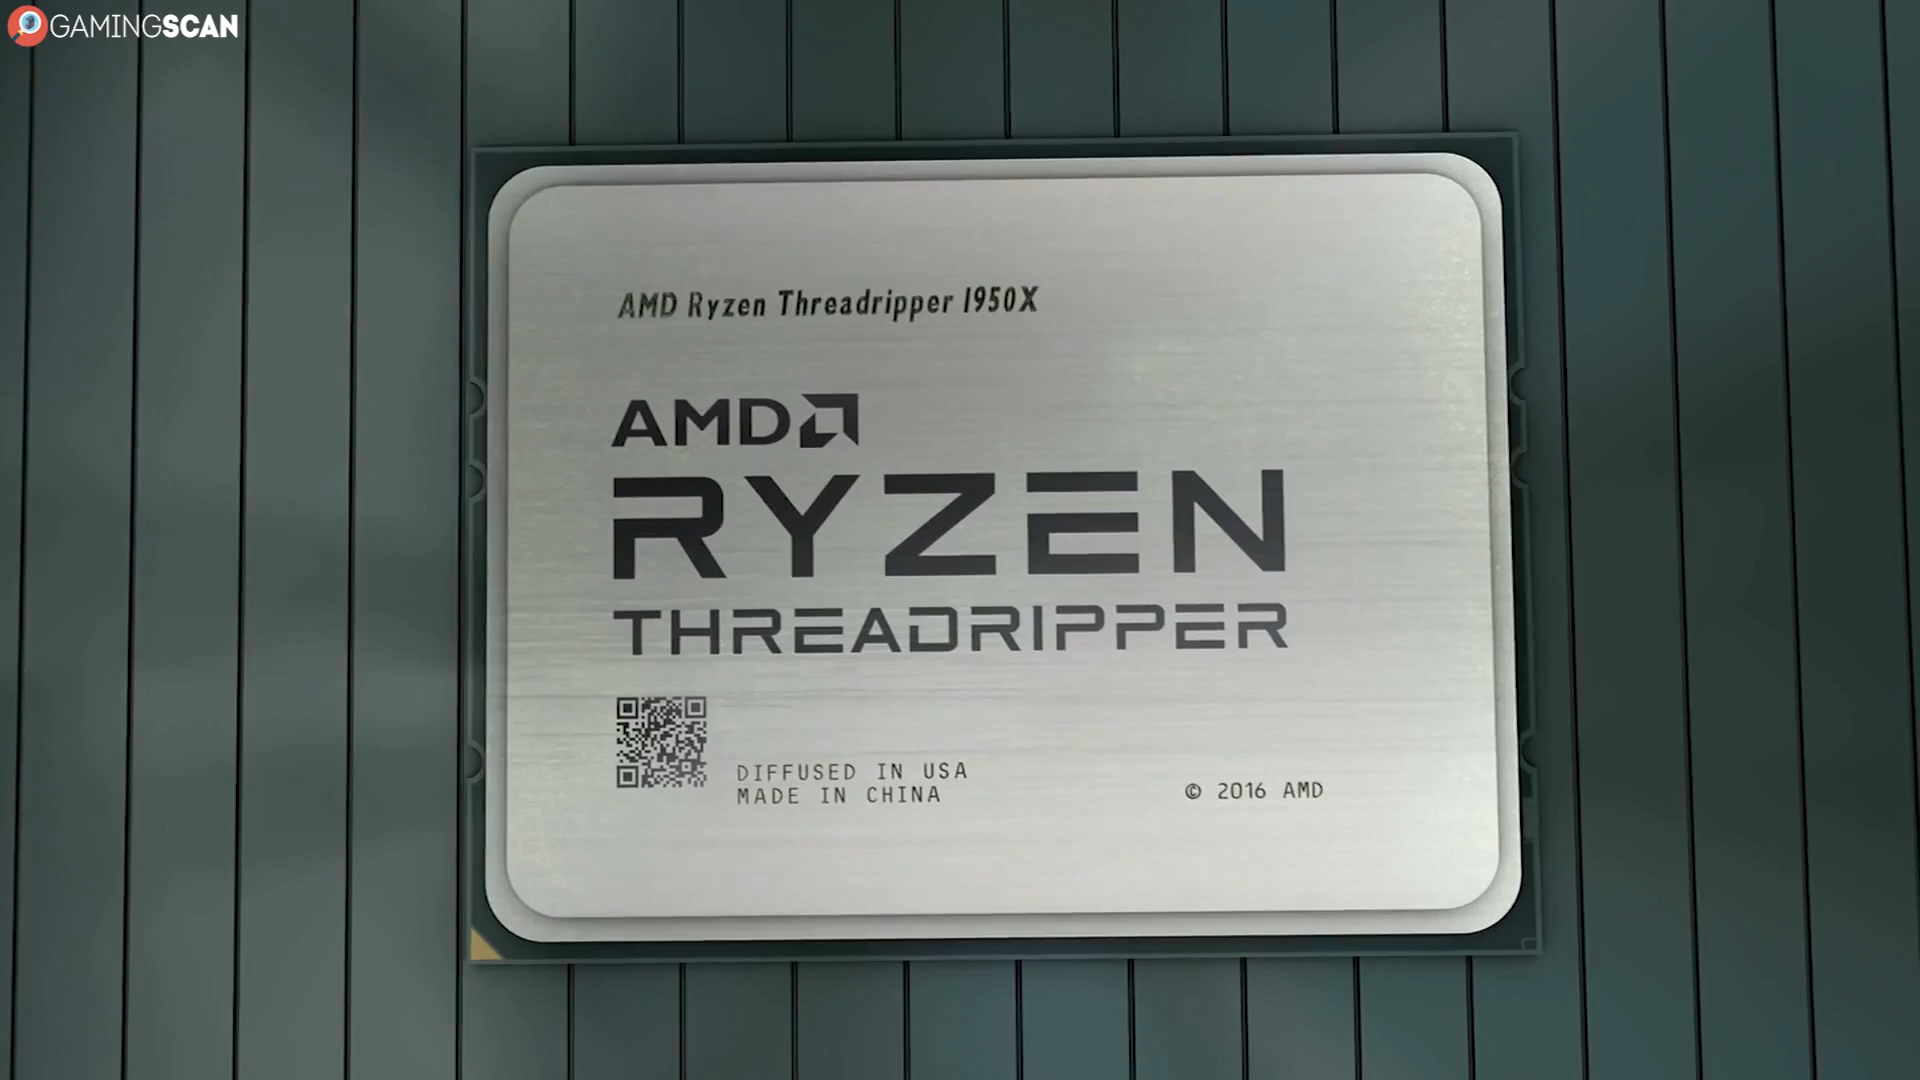 GAMINGSCAN
AMD Ryzen Threadripper 1950X
AMD
RYZEN
THREADRIPPER
DIFFUSED IN USA
MADE IN CHINA
© 2016 AMD